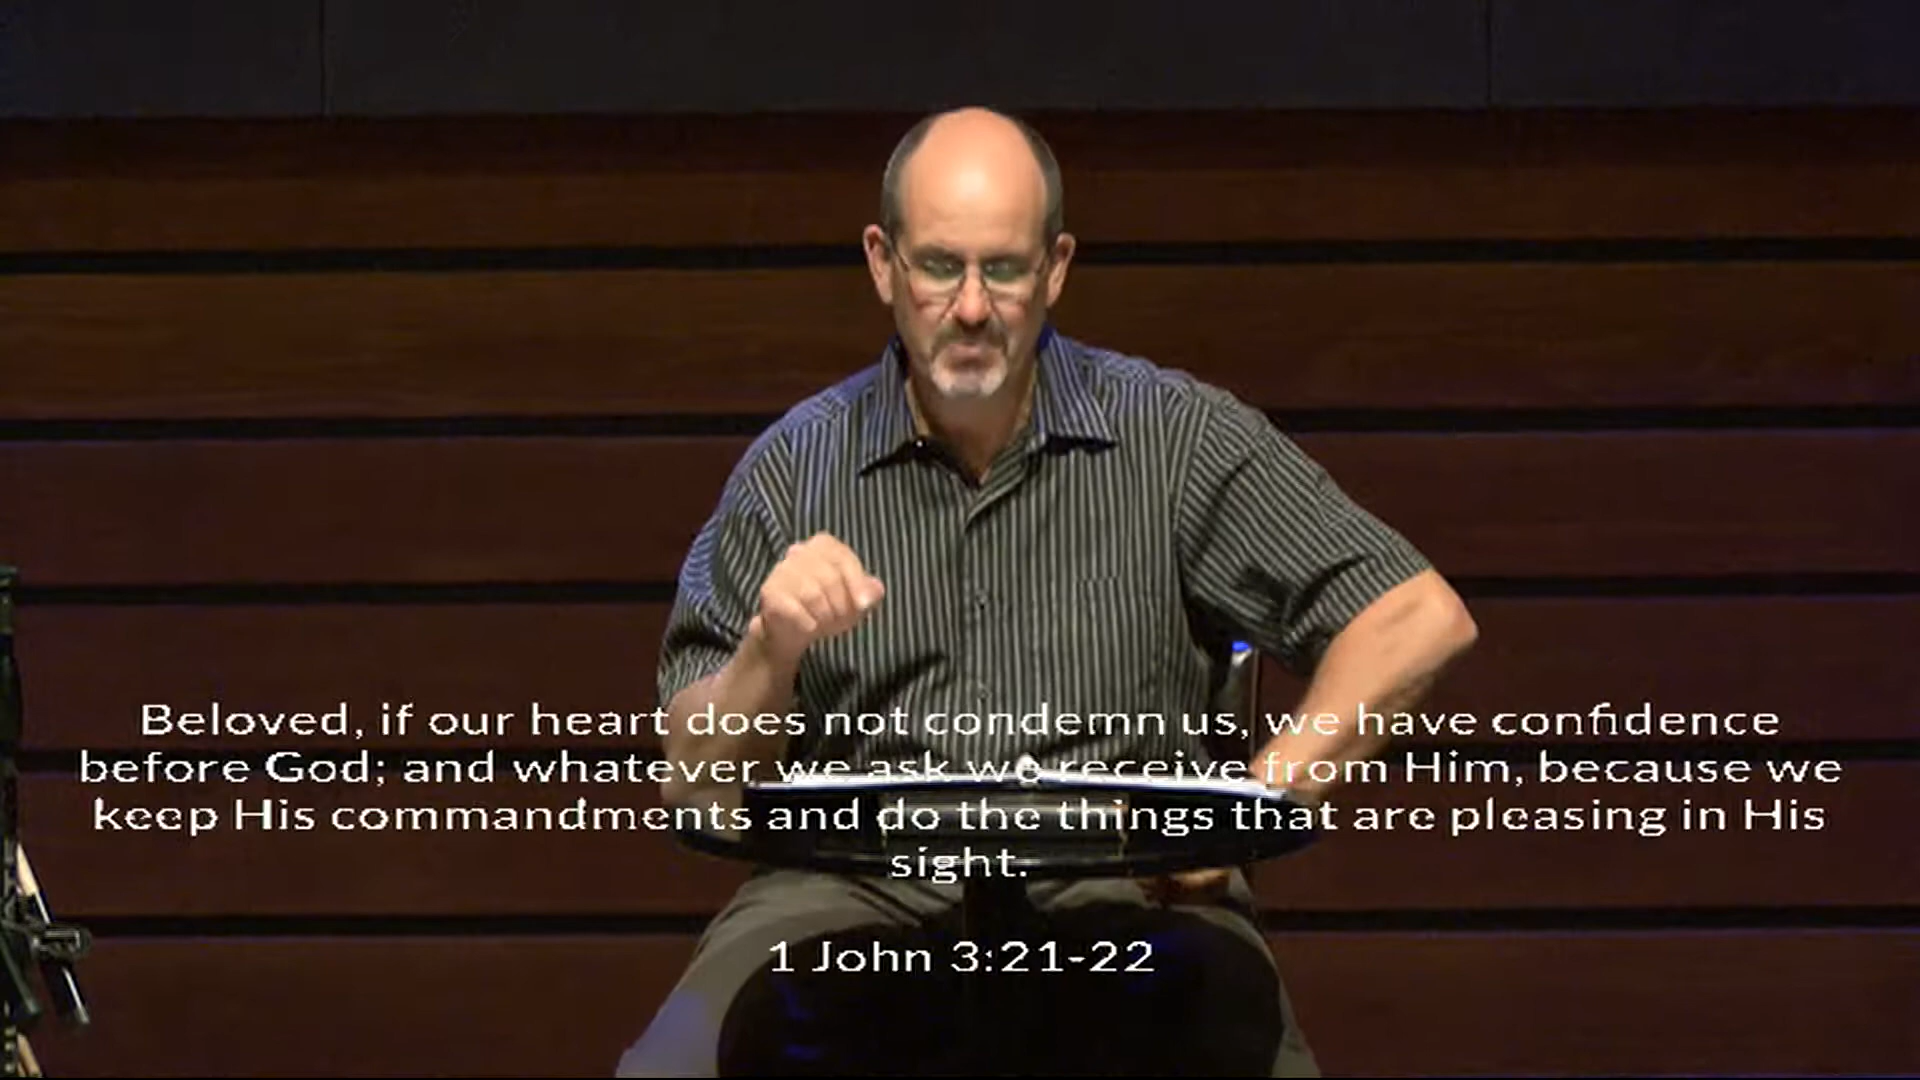 Beloved, if our heart does not condemn us, we have confidence
before God; and whatever we ask we receive from Him, because we
keep His commandments and do the things that are pleasing in His
sight.
1 John 3:21-22